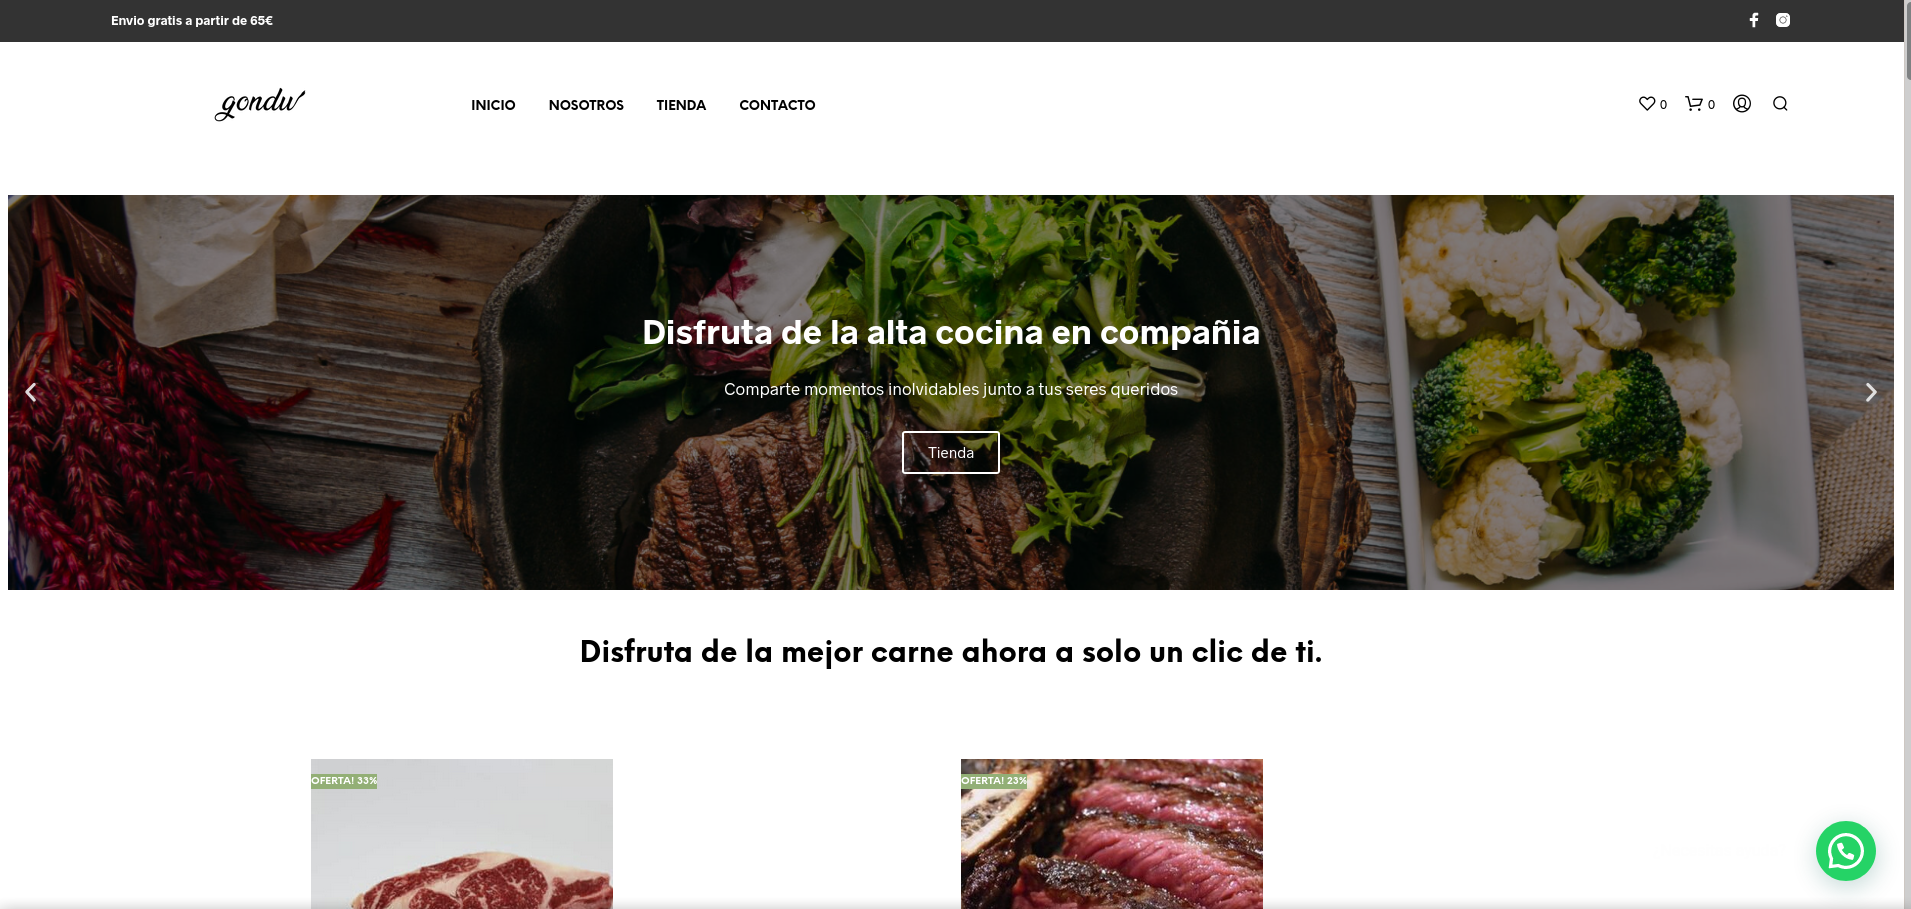 Envio gratis a partir de 65€
gondu
INICIO NOSOTROS TIENDA CONTACTO
0 0
Disfruta de la alta cocina en compañia
Comparte momentos inolvidables junto a tus seres queridos
Tienda
Disfruta de la mejor carne ahora a solo un clic de ti.
OFERTA! 33%
OFERTA! 23%